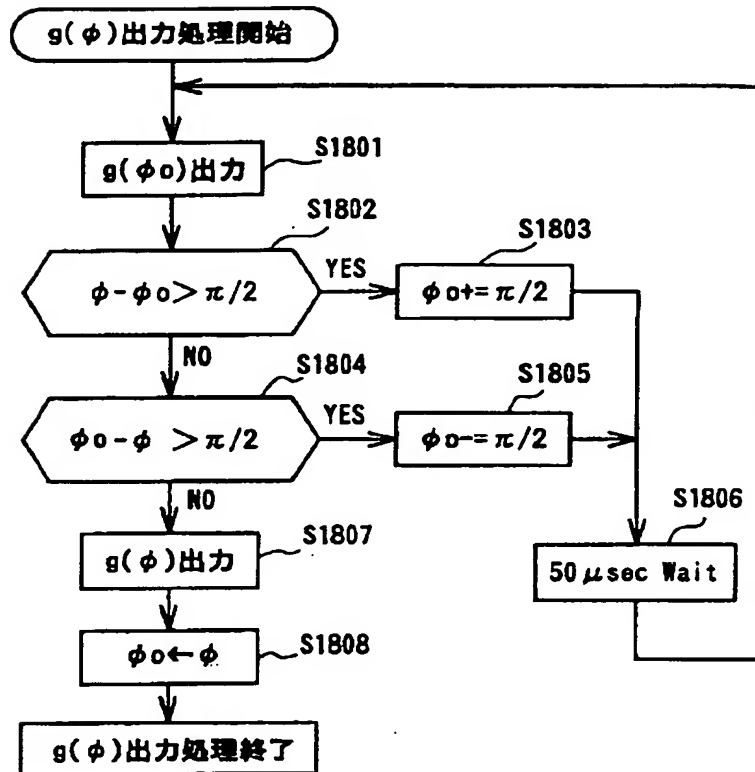 g(φ)出力処理開始
S1801
g(φo)出力
S1802
φ-φo>π/2
YES
S1803
φo+=π/2
NO
S1804
φo-φ >π/2
YES
S1805
φo-=π/2
NO
S1806
50μsec Wait
S1807
g(φ)出力
S1808
φo←φ
g(φ)出力処理終了